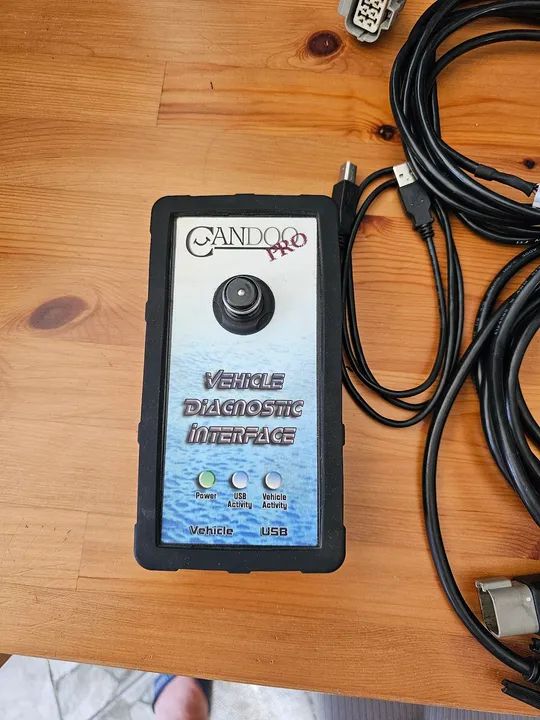 CANDOO
PRO
VEHICLE
DIAGNOSTIC
INTERFACE
Power
USB
Activity
Vehicle
Activity
Vehicle
USB